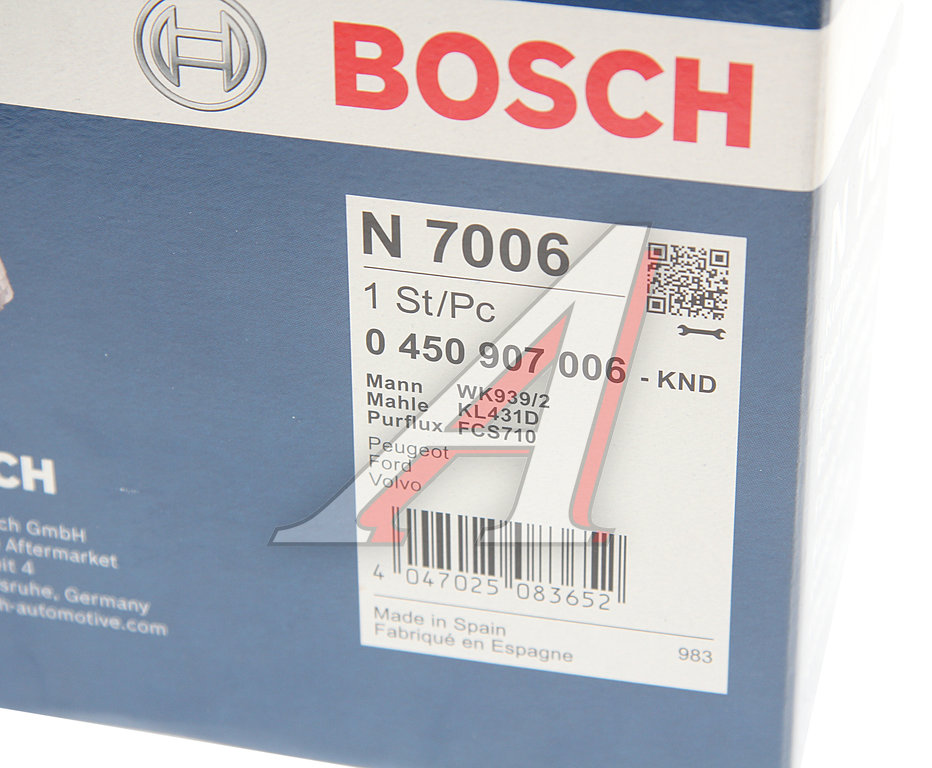 BOSCH
N 7006
1 St/Pc
0 450 907 006 - KND
Mann WK939/2
Mahle KL431D
Purflux FCS710
Peugeot
Ford
Volvo
4 047025 083652
Made in Spain
Fabriqué en Espagne
983
CH
ch GmbH
Aftermarket
eit 4
sruhe, Germany
h-automotive.com